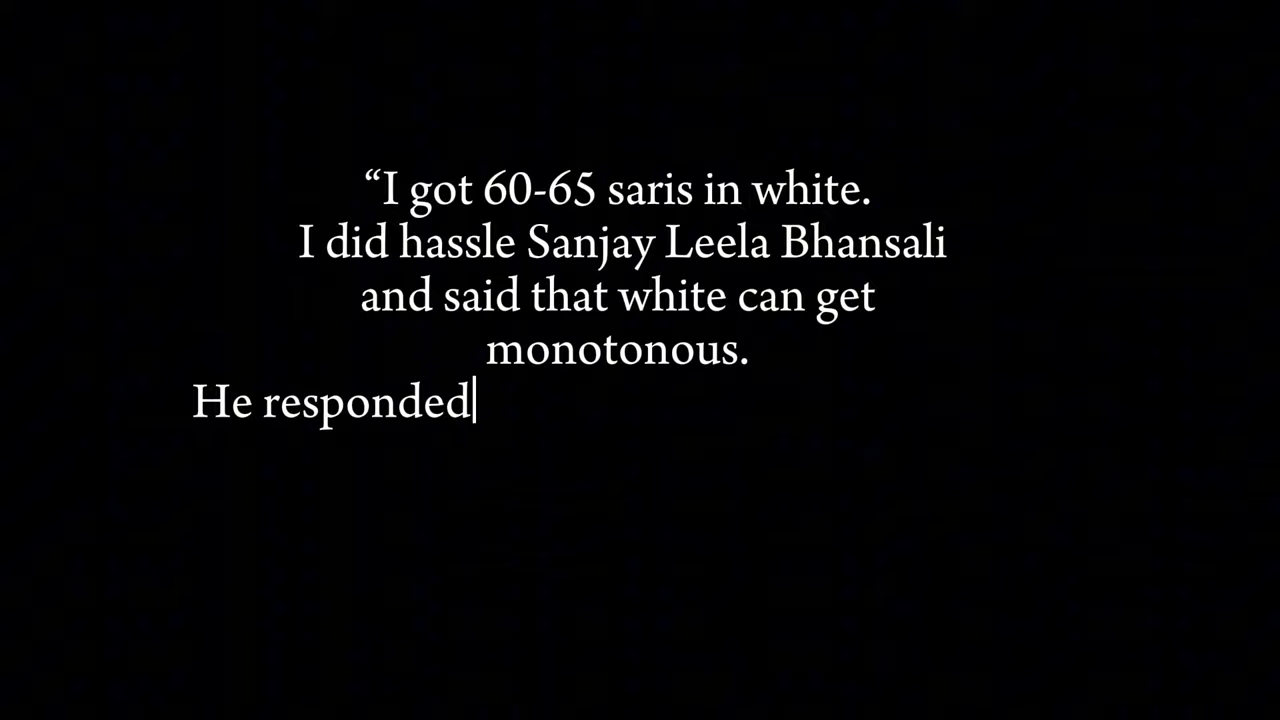 “I got 60-65 saris in white.
I did hassle Sanjay Leela Bhansali
and said that white can get
monotonous.
He responded